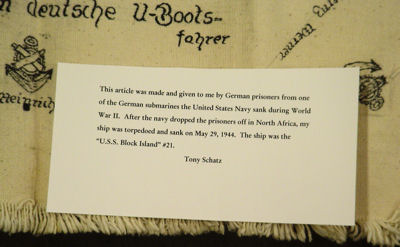 n deutsche U-Boots-
fahrer
Werner
Heinrich
This article was made and given to me by German prisoners from one
of the German submarines the United States Navy sank during World
War II. After the navy dropped the prisoners off in North Africa, my
ship was torpedoed and sank on May 29, 1944. The ship was the
"U.S.S. Block Island" #21.
Tony Schatz